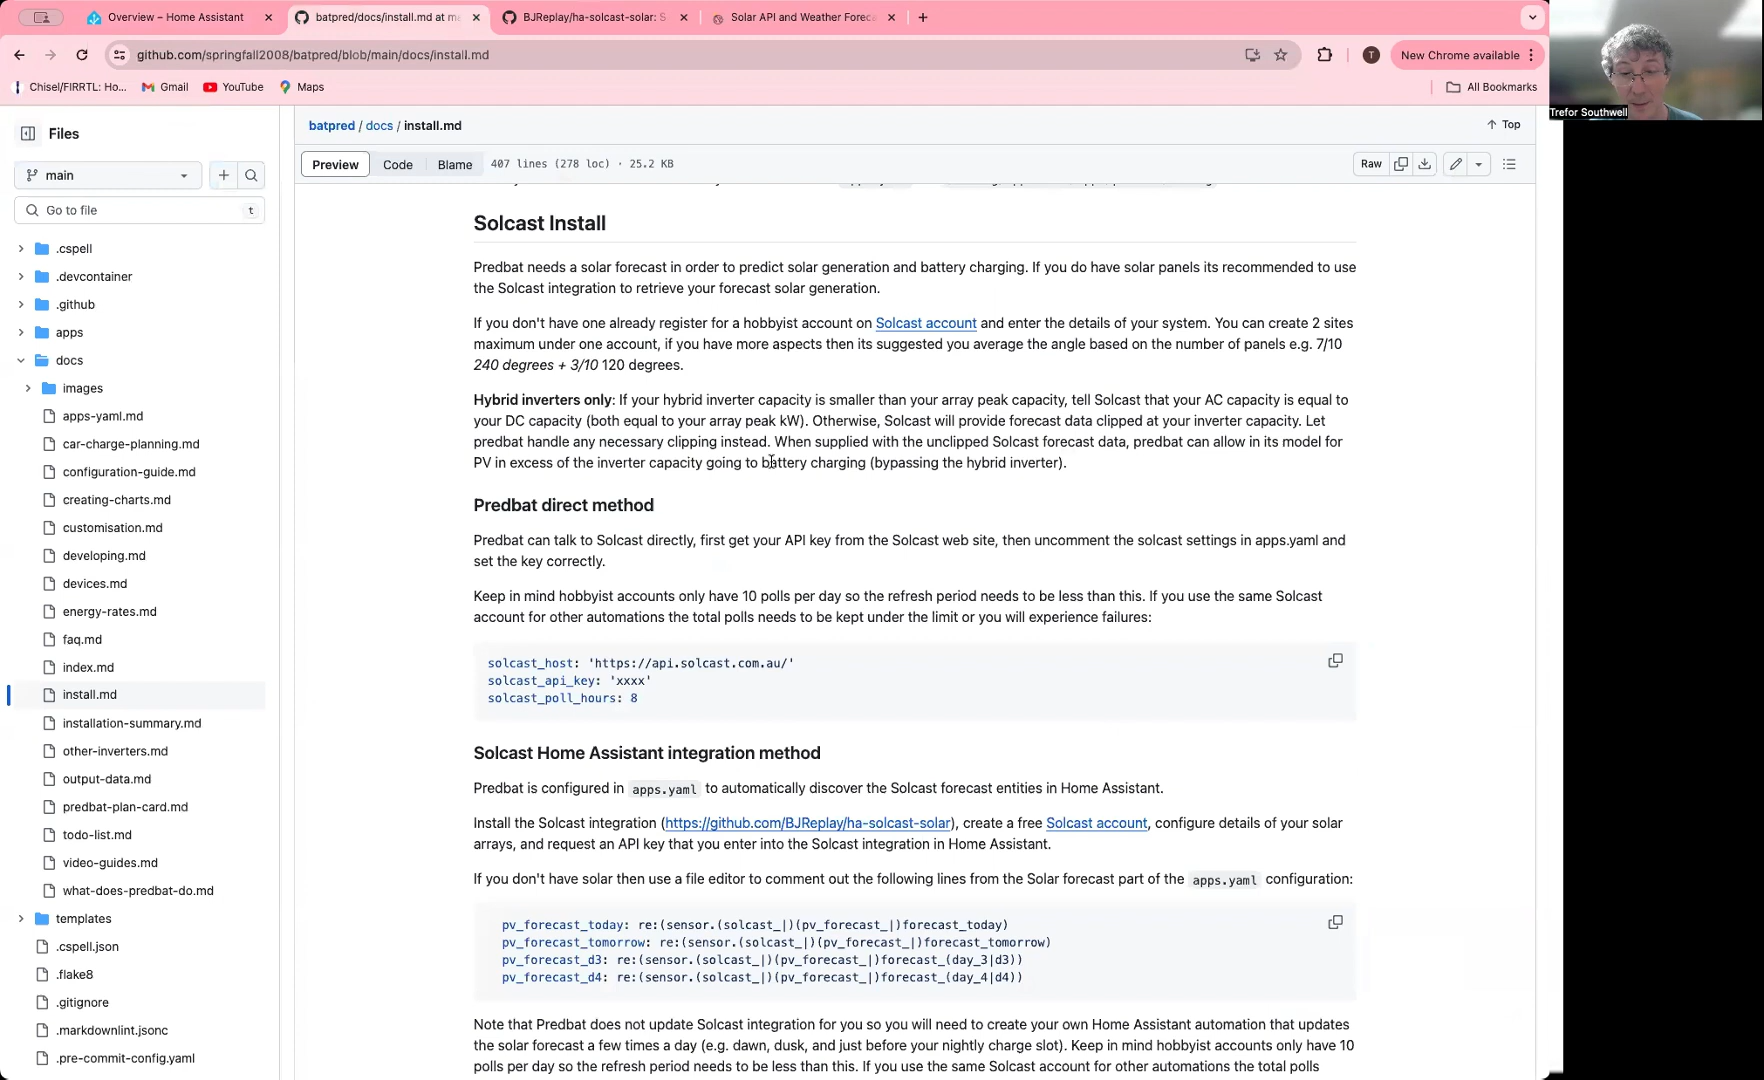 Overview – Home Assistant
batpred/docs/install.md at m
BJReplay/ha-solcast-solar: S
Solar API and Weather Foreca
github.com/springfall2008/batpred/blob/main/docs/install.md
T
New Chrome available
Chisel/FIRRTL: Ho...
Gmail
YouTube
Maps
All Bookmarks
Trefor Southwell
Files
main
Go to file
t
.cspell
.devcontainer
.github
apps
docs
images
apps-yaml.md
car-charge-planning.md
configuration-guide.md
creating-charts.md
customisation.md
developing.md
devices.md
energy-rates.md
faq.md
index.md
install.md
installation-summary.md
other-inverters.md
output-data.md
predbat-plan-card.md
todo-list.md
video-guides.md
what-does-predbat-do.md
templates
.cspell.json
.flake8
.gitignore
.markdownlint.jsonc
.pre-commit-config.yaml
batpred / docs / install.md
Top
Preview Code Blame 407 lines (278 loc) · 25.2 KB
Raw
Solcast Install
Predbat needs a solar forecast in order to predict solar generation and battery charging. If you do have solar panels its recommended to use
the Solcast integration to retrieve your forecast solar generation.
If you don't have one already register for a hobbyist account on Solcast account and enter the details of your system. You can create 2 sites
maximum under one account, if you have more aspects then its suggested you average the angle based on the number of panels e.g. 7/10
240 degrees + 3/10 120 degrees.
Hybrid inverters only: If your hybrid inverter capacity is smaller than your array peak capacity, tell Solcast that your AC capacity is equal to
your DC capacity (both equal to your array peak kW). Otherwise, Solcast will provide forecast data clipped at your inverter capacity. Let
predbat handle any necessary clipping instead. When supplied with the unclipped Solcast forecast data, predbat can allow in its model for
PV in excess of the inverter capacity going to battery charging (bypassing the hybrid inverter).
Predbat direct method
Predbat can talk to Solcast directly, first get your API key from the Solcast web site, then uncomment the solcast settings in apps.yaml and
set the key correctly.
Keep in mind hobbyist accounts only have 10 polls per day so the refresh period needs to be less than this. If you use the same Solcast
account for other automations the total polls needs to be kept under the limit or you will experience failures:
solcast_host: 'https://api.solcast.com.au/'
solcast_api_key: 'xxxx'
solcast_poll_hours: 8
Solcast Home Assistant integration method
Predbat is configured in apps.yaml to automatically discover the Solcast forecast entities in Home Assistant.
Install the Solcast integration (https://github.com/BJReplay/ha-solcast-solar), create a free Solcast account, configure details of your solar
arrays, and request an API key that you enter into the Solcast integration in Home Assistant.
If you don't have solar then use a file editor to comment out the following lines from the Solar forecast part of the apps.yaml configuration:
pv_forecast_today: re:(sensor.(solcast_|)(pv_forecast_|)forecast_today)
pv_forecast_tomorrow: re:(sensor.(solcast_|)(pv_forecast_|)forecast_tomorrow)
pv_forecast_d3: re:(sensor.(solcast_|)(pv_forecast_|)forecast_(day_3|d3))
pv_forecast_d4: re:(sensor.(solcast_|)(pv_forecast_|)forecast_(day_4|d4))
Note that Predbat does not update Solcast integration for you so you will need to create your own Home Assistant automation that updates
the solar forecast a few times a day (e.g. dawn, dusk, and just before your nightly charge slot). Keep in mind hobbyist accounts only have 10
polls per day so the refresh period needs to be less than this. If you use the same Solcast account for other automations the total polls